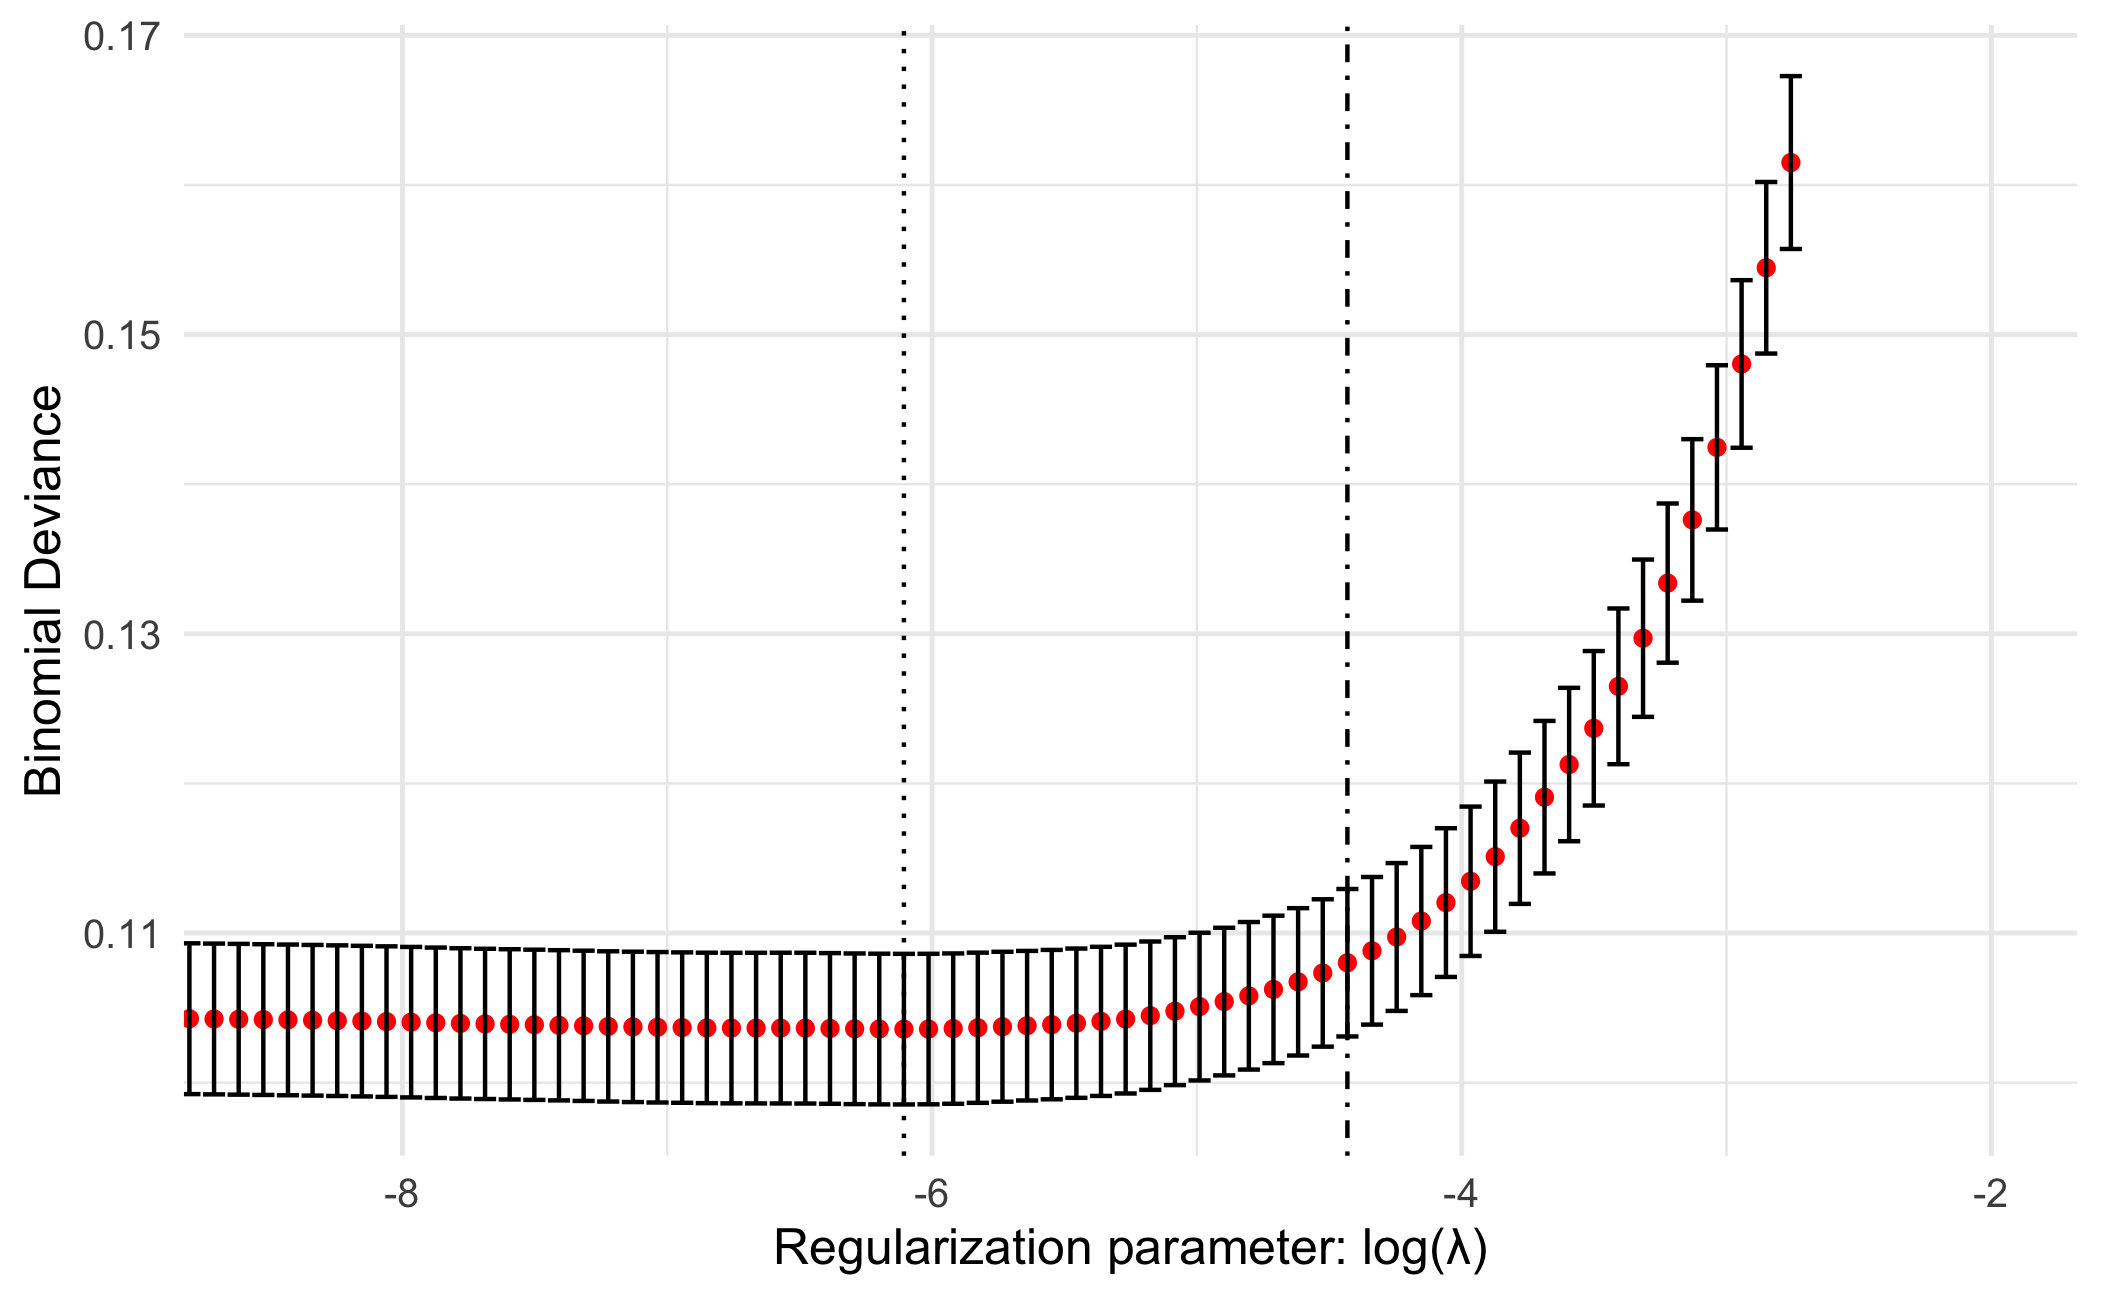 0.17
0.15
0.13
0.11
Binomial Deviance
-8 -6 -4 -2
Regularization parameter: log(λ)